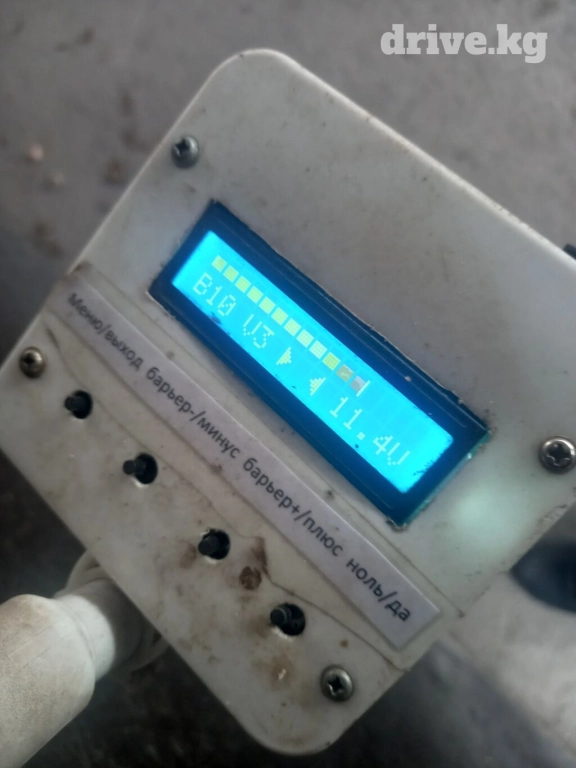 drive.kg
B10 V3 11.4V
Меню/выход барьер-/минус барьер+/плюс ноль/да